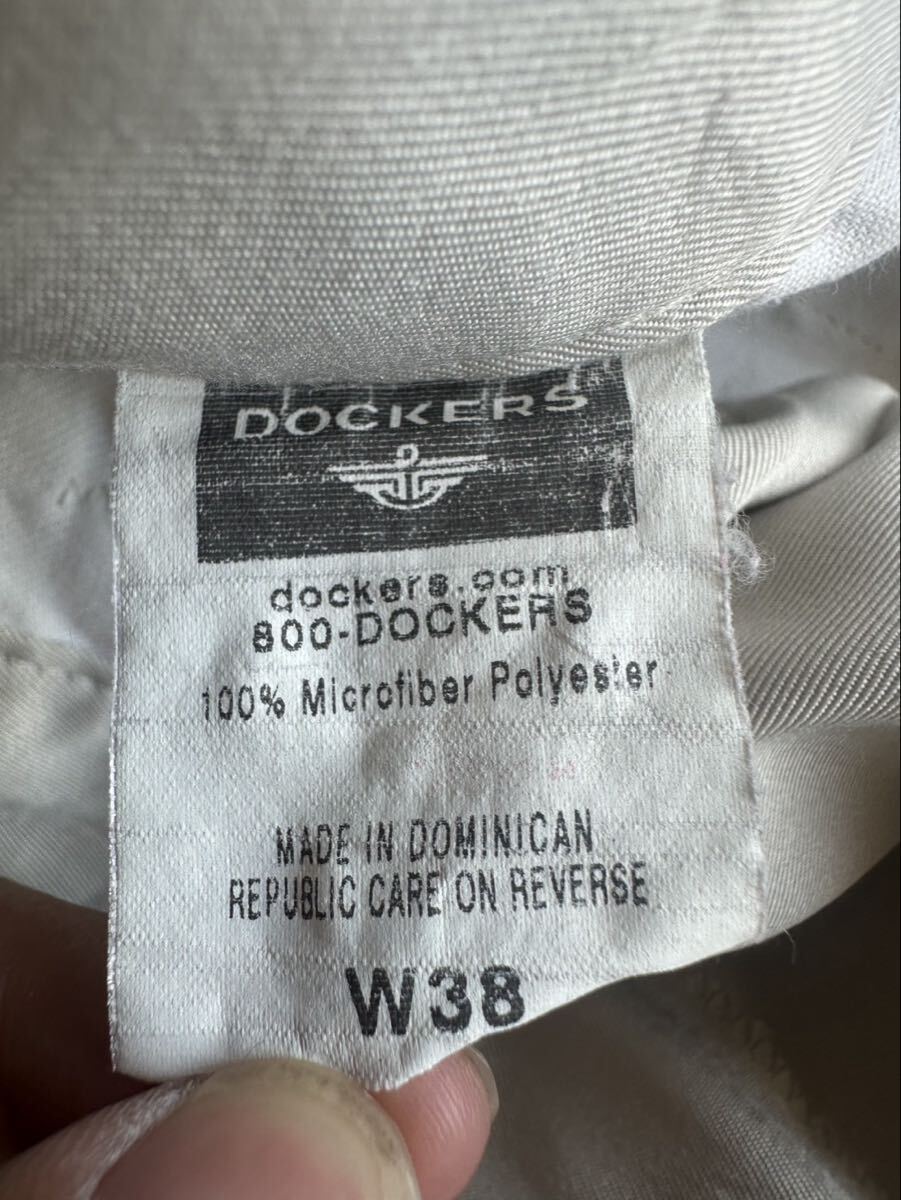 DOCKERS
dockers.com
800-DOCKERS
100% Microfiber Polyester
MADE IN DOMINICAN
REPUBLIC CARE ON REVERSE
W38